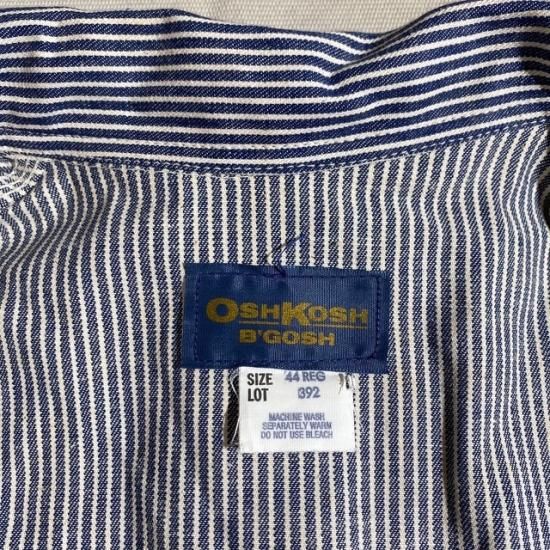 OSHKOSH
B'GOSH
SIZE 44 REG
LOT 392
MACHINE WASH
SEPARATELY WARM
DO NOT USE BLEACH